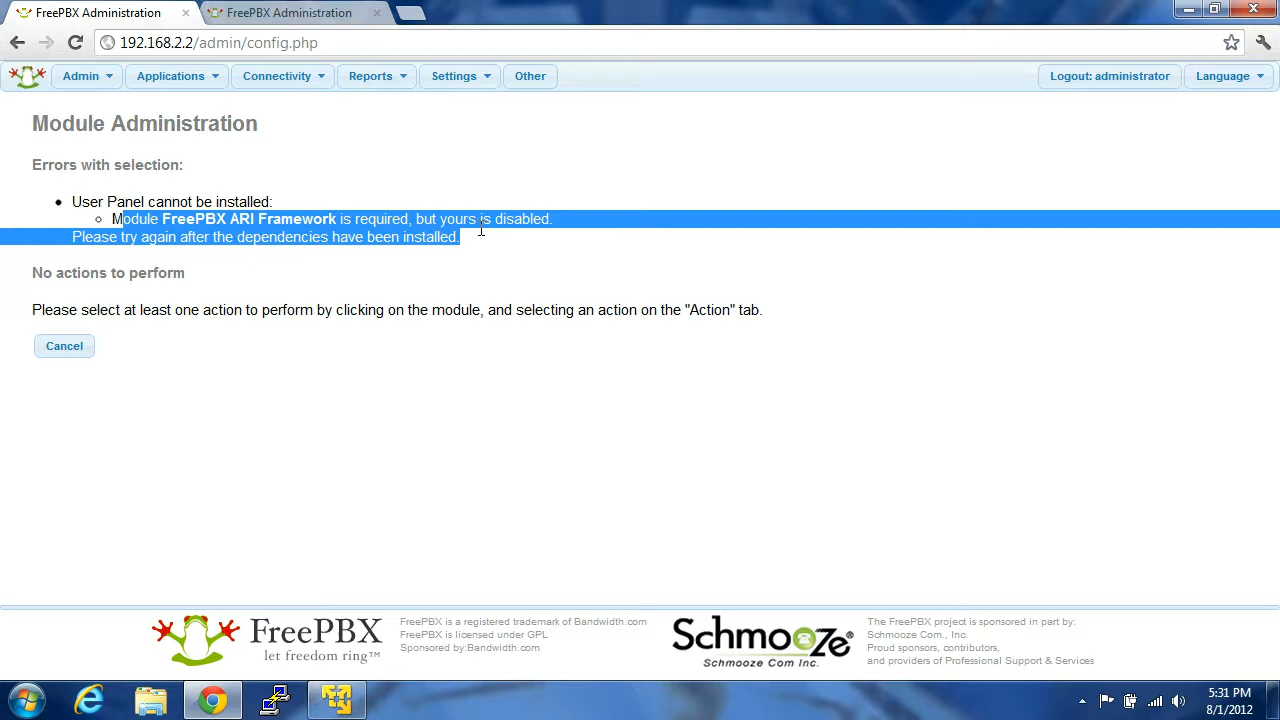 FreePBX Administration
FreePBX Administration
192.168.2.2/admin/config.php
Admin
Applications
Connectivity
Reports
Settings
Other
Logout: administrator
Language
Module Administration
Errors with selection:
User Panel cannot be installed:
Module FreePBX ARI Framework is required, but yours is disabled.
Please try again after the dependencies have been installed.
No actions to perform
Please select at least one action to perform by clicking on the module, and selecting an action on the "Action" tab.
Cancel
FreePBX
let freedom ring™
FreePBX is a registered trademark of Bandwidth.com
FreePBX is licensed under GPL
Sponsored by:Bandwidth.com
Schmooze®
Schmooze Com Inc.
The FreePBX project is sponsored in part by:
Schmooze Com., Inc.
Proud sponsors, contributors,
and providers of Professional Support & Services
5:31 PM
8/1/2012